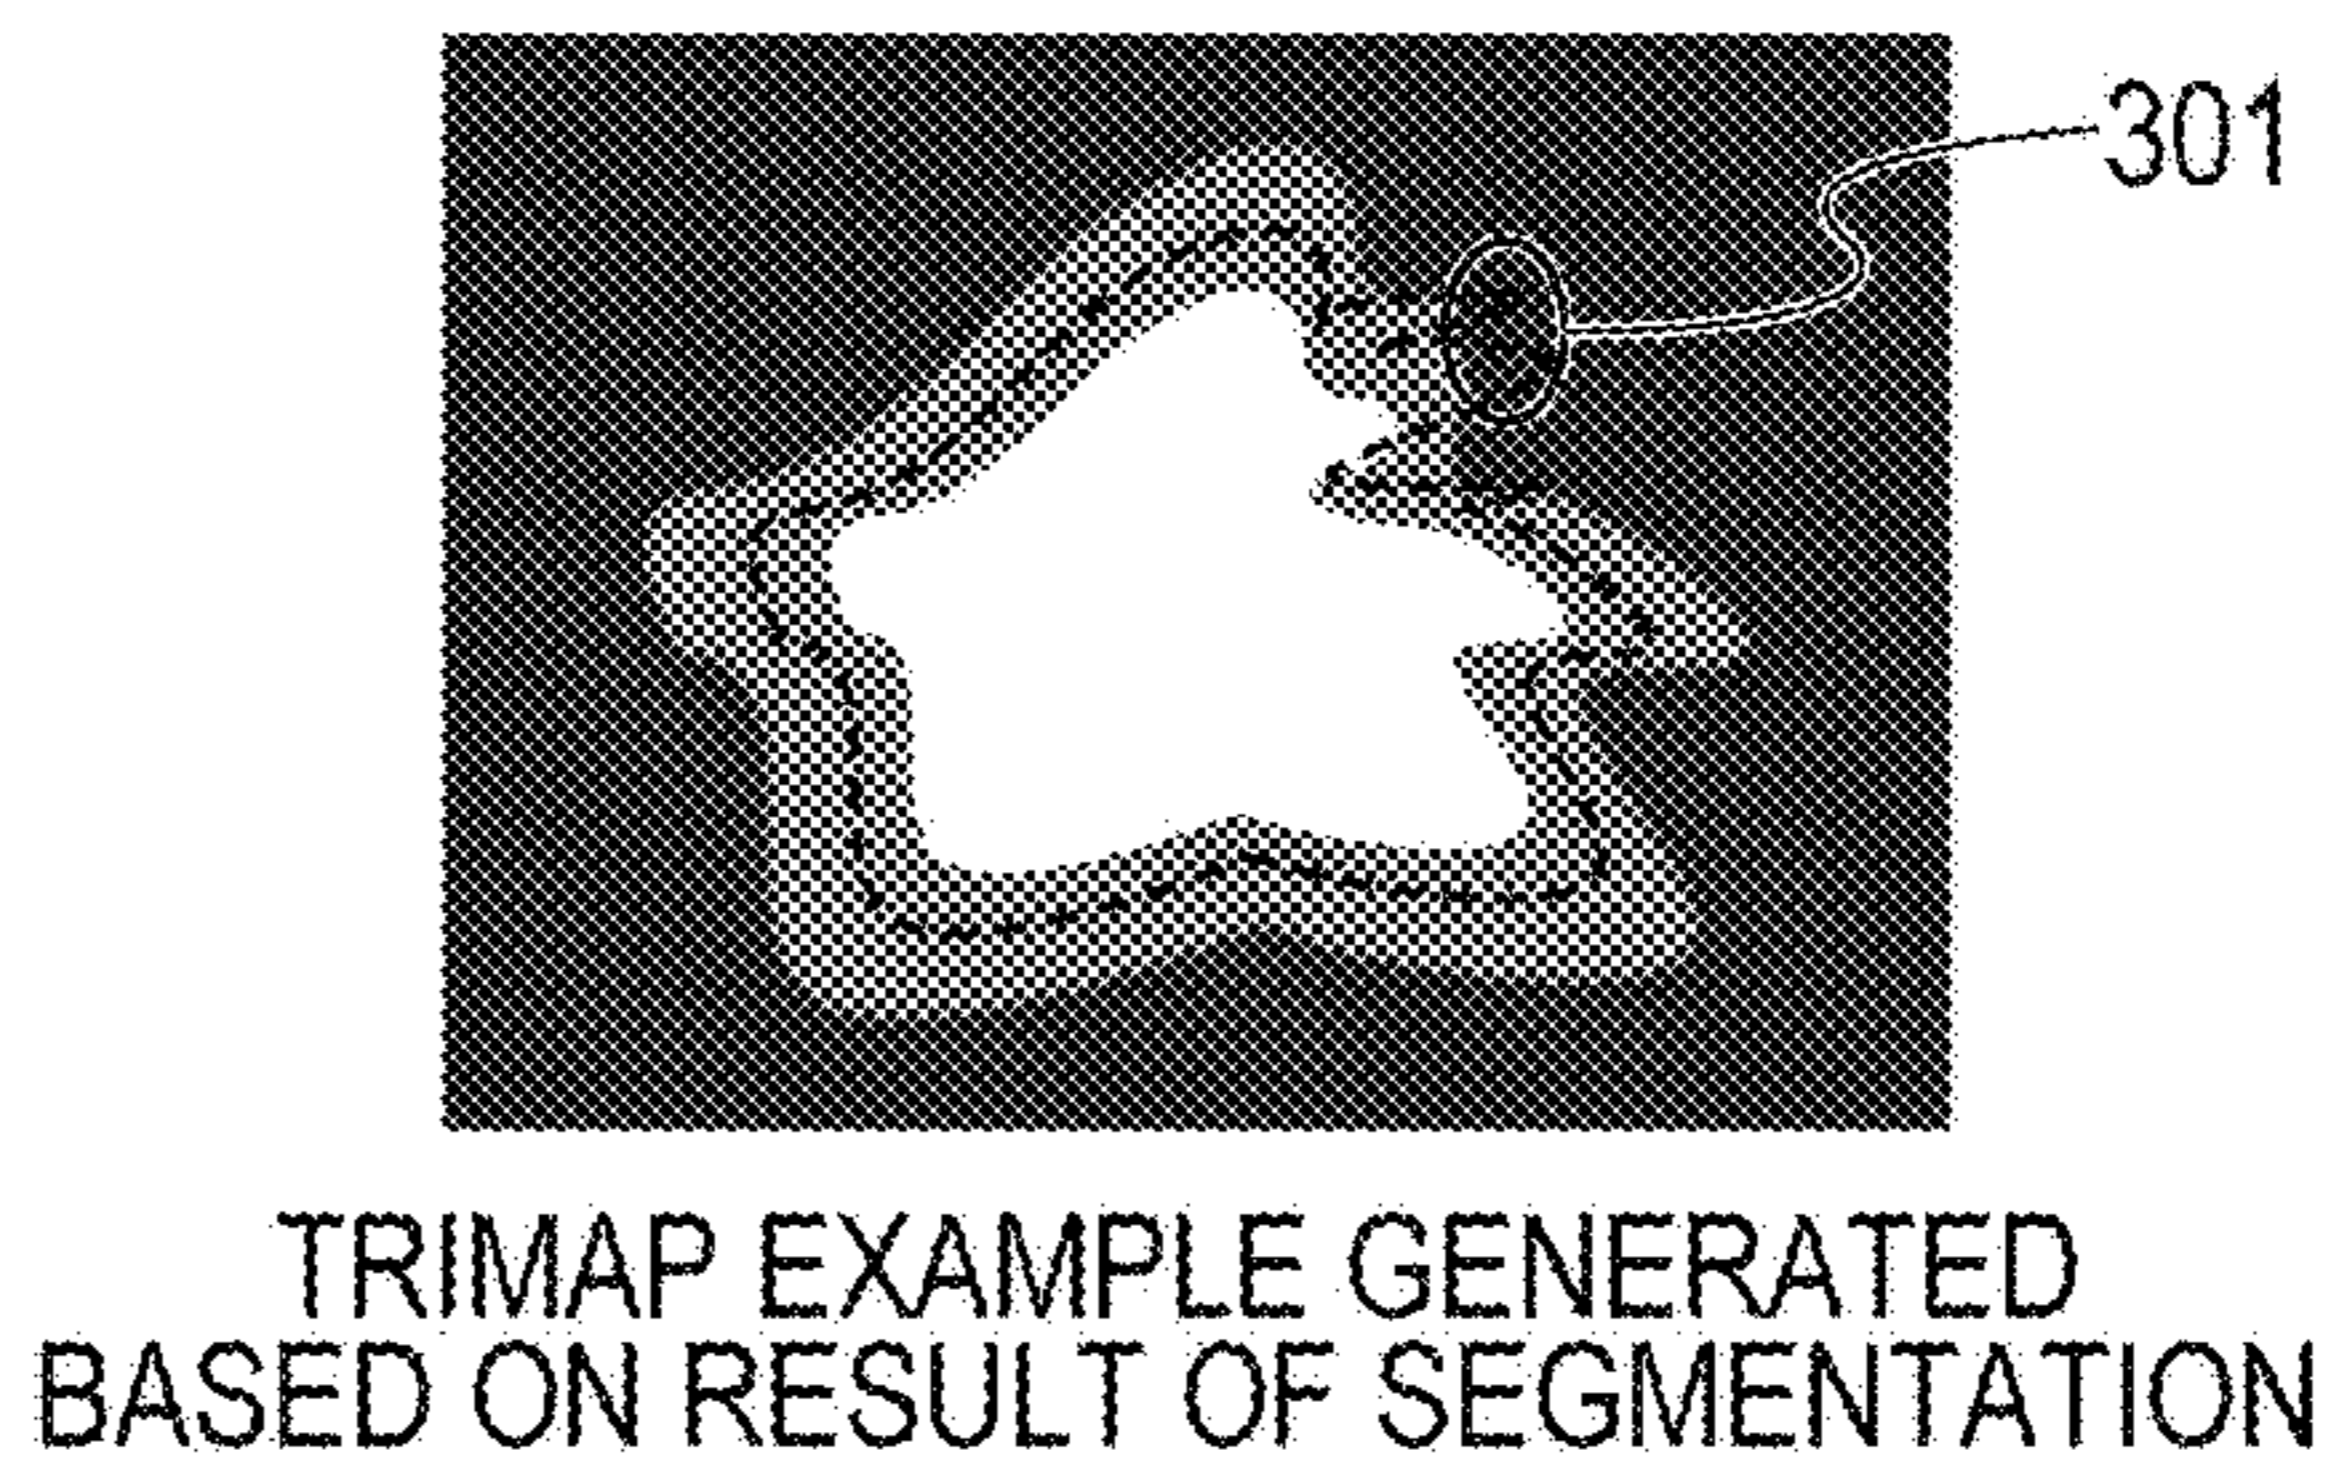 301
TRIMAP EXAMPLE GENERATED
BASED ON RESULT OF SEGMENTATION